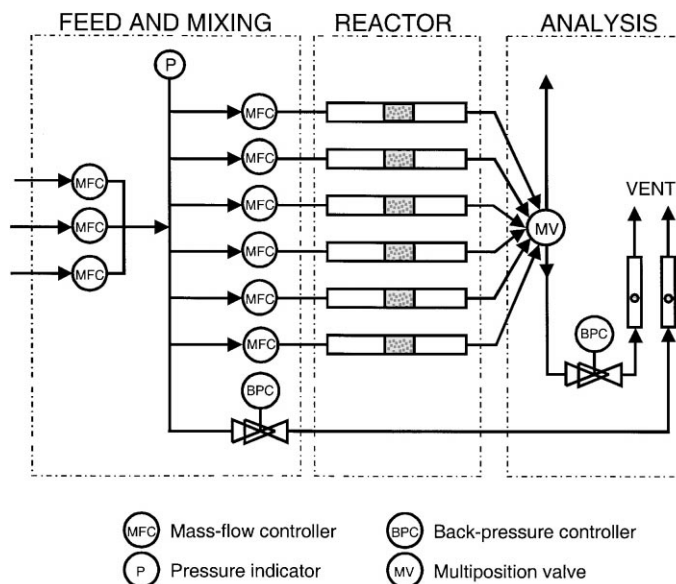 FEED AND MIXING
REACTOR
ANALYSIS
P
MFC
MFC
MFC
MFC
MFC
MFC
MFC
MFC
MFC
MV
VENT
BPC
BPC
MFC Mass-flow controller
BPC Back-pressure controller
P Pressure indicator
MV Multiposition valve